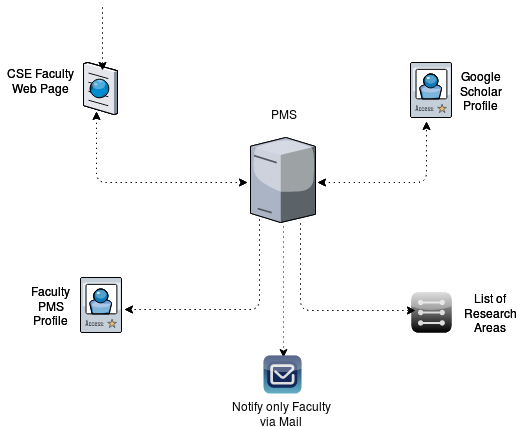 CSE Faculty
Web Page
Google
Scholar
Profile
Access
PMS
Faculty
PMS
Profile
Access
List of
Research
Areas
Notify only Faculty
via Mail